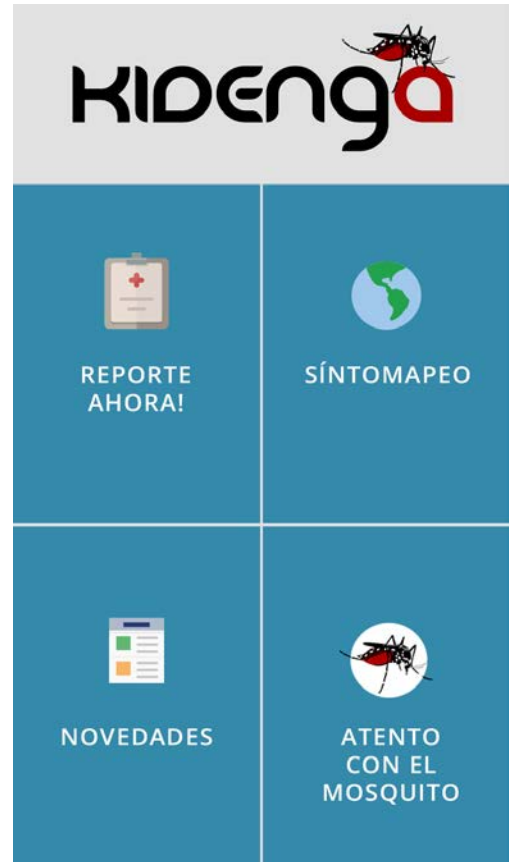 KIDENGA
REPORTE
AHORA!
SÍNTOMAPEO
NOVEDADES
ATENTO
CON EL
MOSQUITO